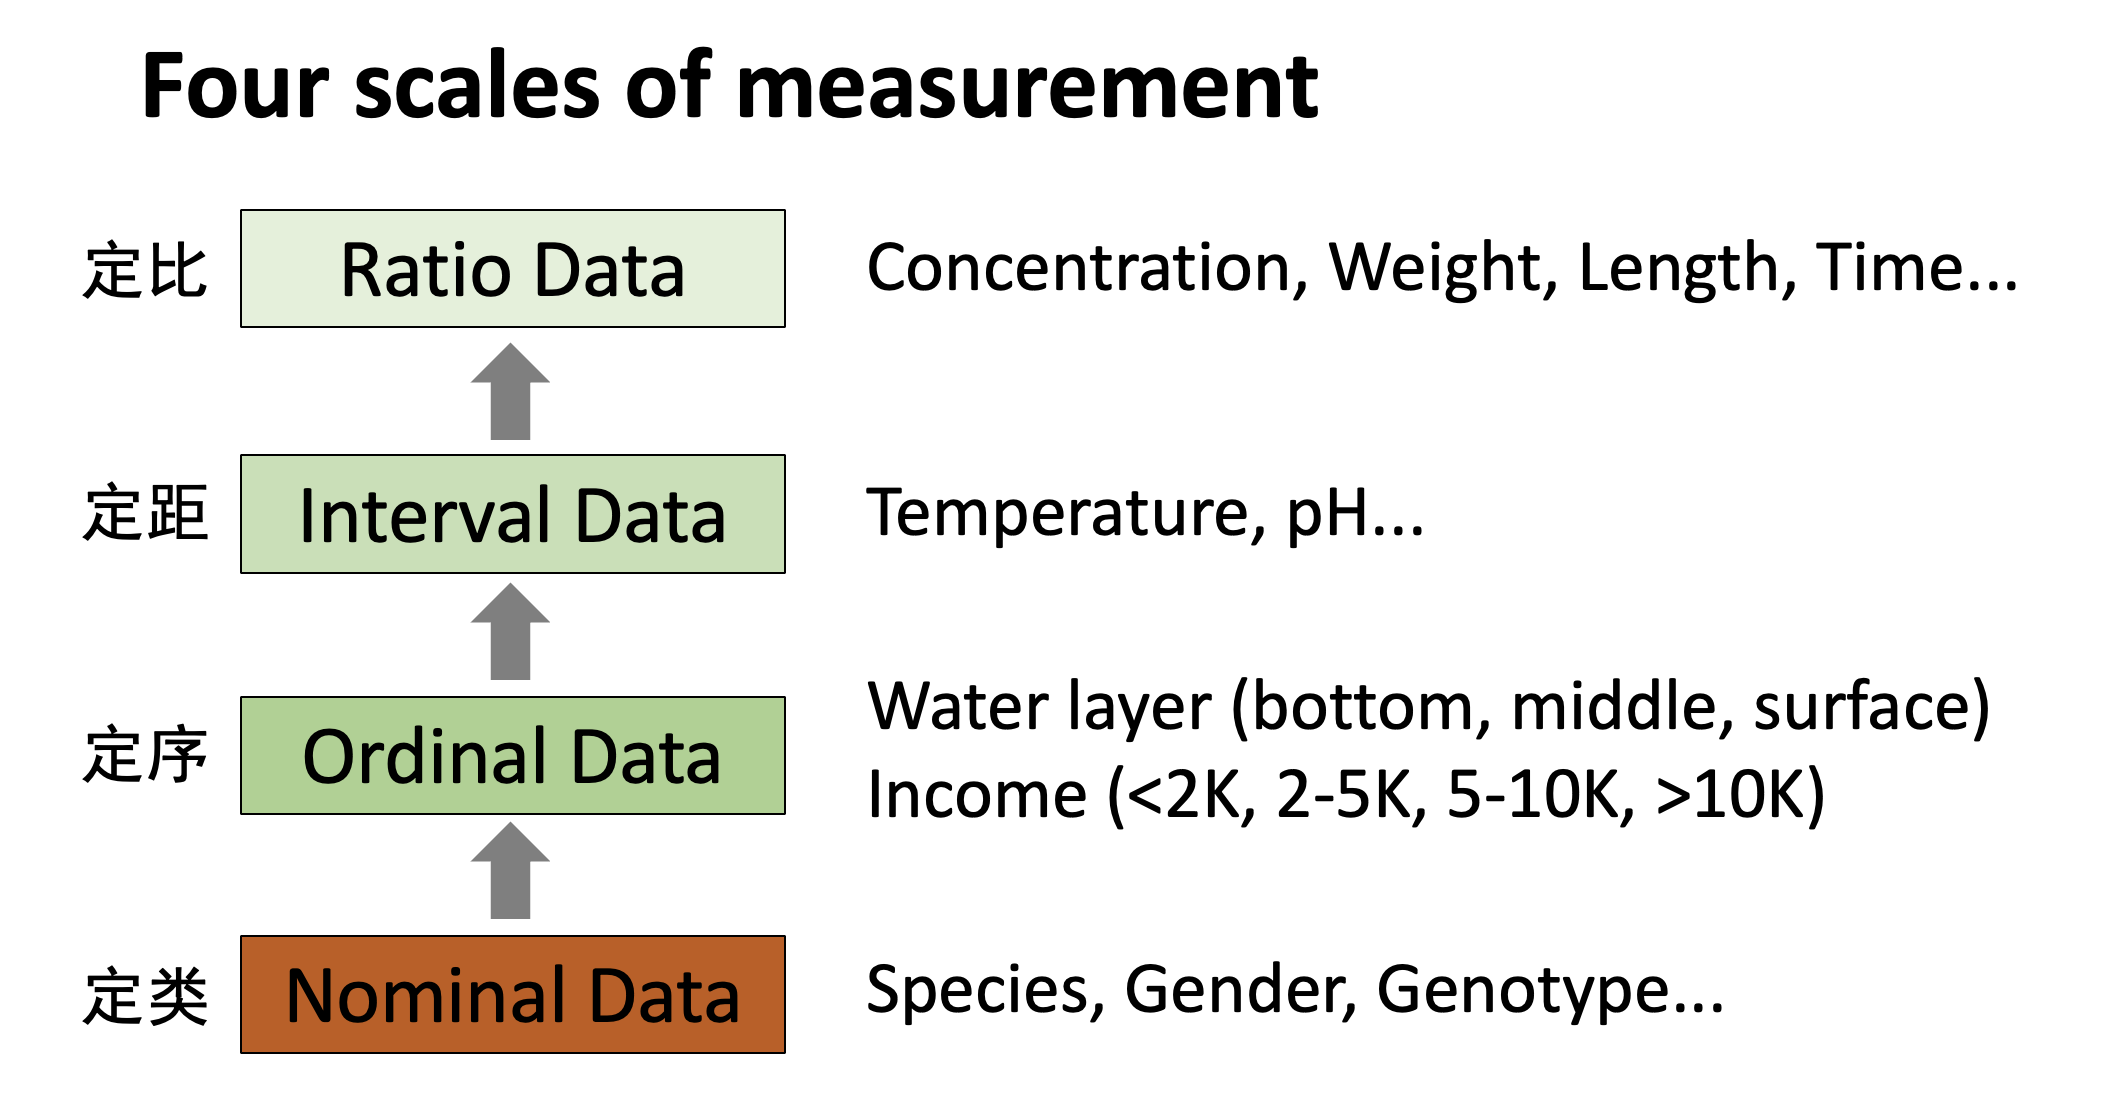 Four scales of measurement
定比 Ratio Data Concentration, Weight, Length, Time...
定距 Interval Data Temperature, pH...
定序 Ordinal Data Water layer (bottom, middle, surface)
Income (<2K, 2-5K, 5-10K, >10K)
定类 Nominal Data Species, Gender, Genotype...